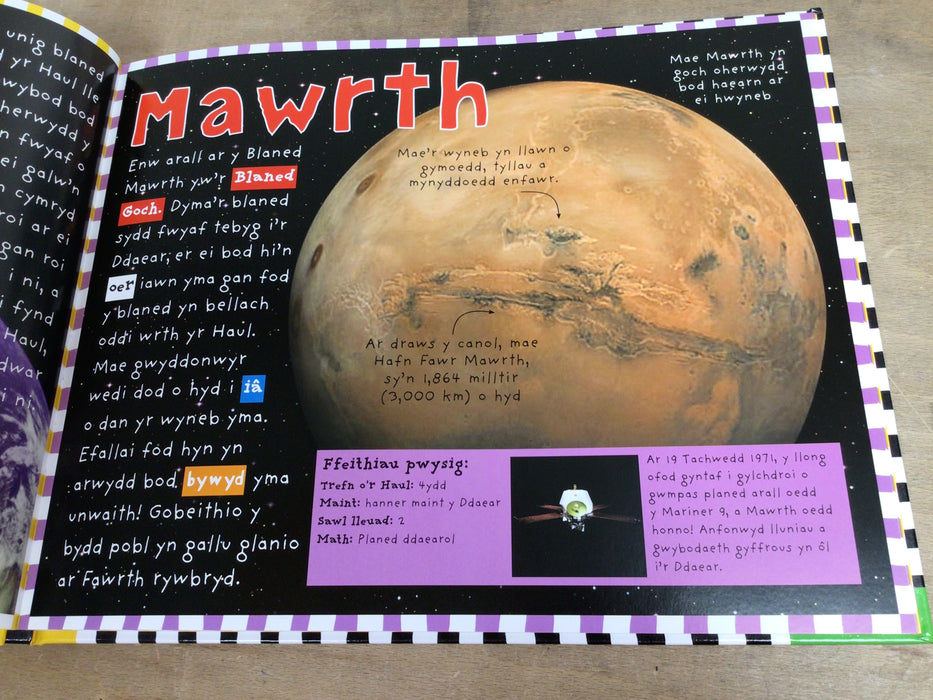 unig blaned
yr Haul lle
wybod bod
herwydd y
n fwyaf o
ei galw'n
n cymryd
roi ar ei
gan roi
i ni, a
i fynd
Haul,
dwar
i ni
Mawrth
Enw arall ar y Blaned
Mawrth yw'r Blaned
Goch. Dyma'r blaned
sydd fwyaf tebyg i'r
Ddaear, er ei bod hi'n
oer iawn yma gan fod
y blaned yn bellach
oddi wrth yr Haul.
Mae gwyddonwyr
wedi dod o hyd i iâ
o dan yr wyneb yma.
Efallai fod hyn yn
arwydd bod bywyd yma
unwaith! Gobeithio y
bydd pobl yn gallu glanio
ar Fawrth rywbryd.
Mae Mawrth yn
goch oherwydd
bod haearn ar
ei hwyneb
Mae'r wyneb yn llawn o
gymoedd, tyllau a
mynyddoedd enfawr.
Ar draws y canol, mae
Hafn Fawr Mawrth,
sy'n 1,864 milltir
(3,000 km) o hyd
Ffeithiau pwysig:
Trefn o'r Haul: 4ydd
Maint: hanner maint y Ddaear
Sawl lleuad: 2
Math: Planed ddaearol
Ar 19 Tachwedd 1971, y llong
ofod gyntaf i gylchdroi o
gwmpas planed arall oedd
y Mariner 9, a Mawrth oedd
honno! Anfonwyd lluniau a
gwybodaeth gyffrous yn ôl
i'r Ddaear.